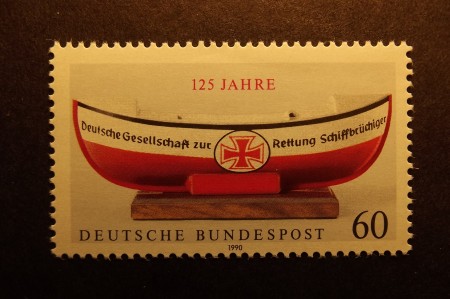 125 JAHRE
Deutsche Gesellschaft zur Rettung Schiffbrüchiger
DEUTSCHE BUNDESPOST 60
1990